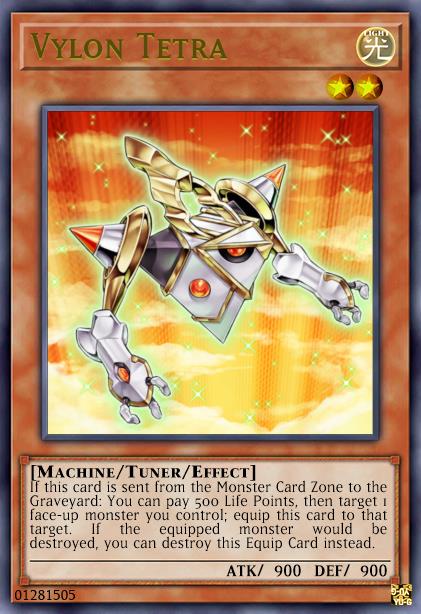 Vylon Tetra
LIGHT
光
[Machine/Tuner/Effect]
If this card is sent from the Monster Card Zone to the
Graveyard: You can pay 500 Life Points, then target 1
face-up monster you control; equip this card to that
target. If the equipped monster would be
destroyed, you can destroy this Equip Card instead.
ATK/ 900 DEF/ 900
01281505